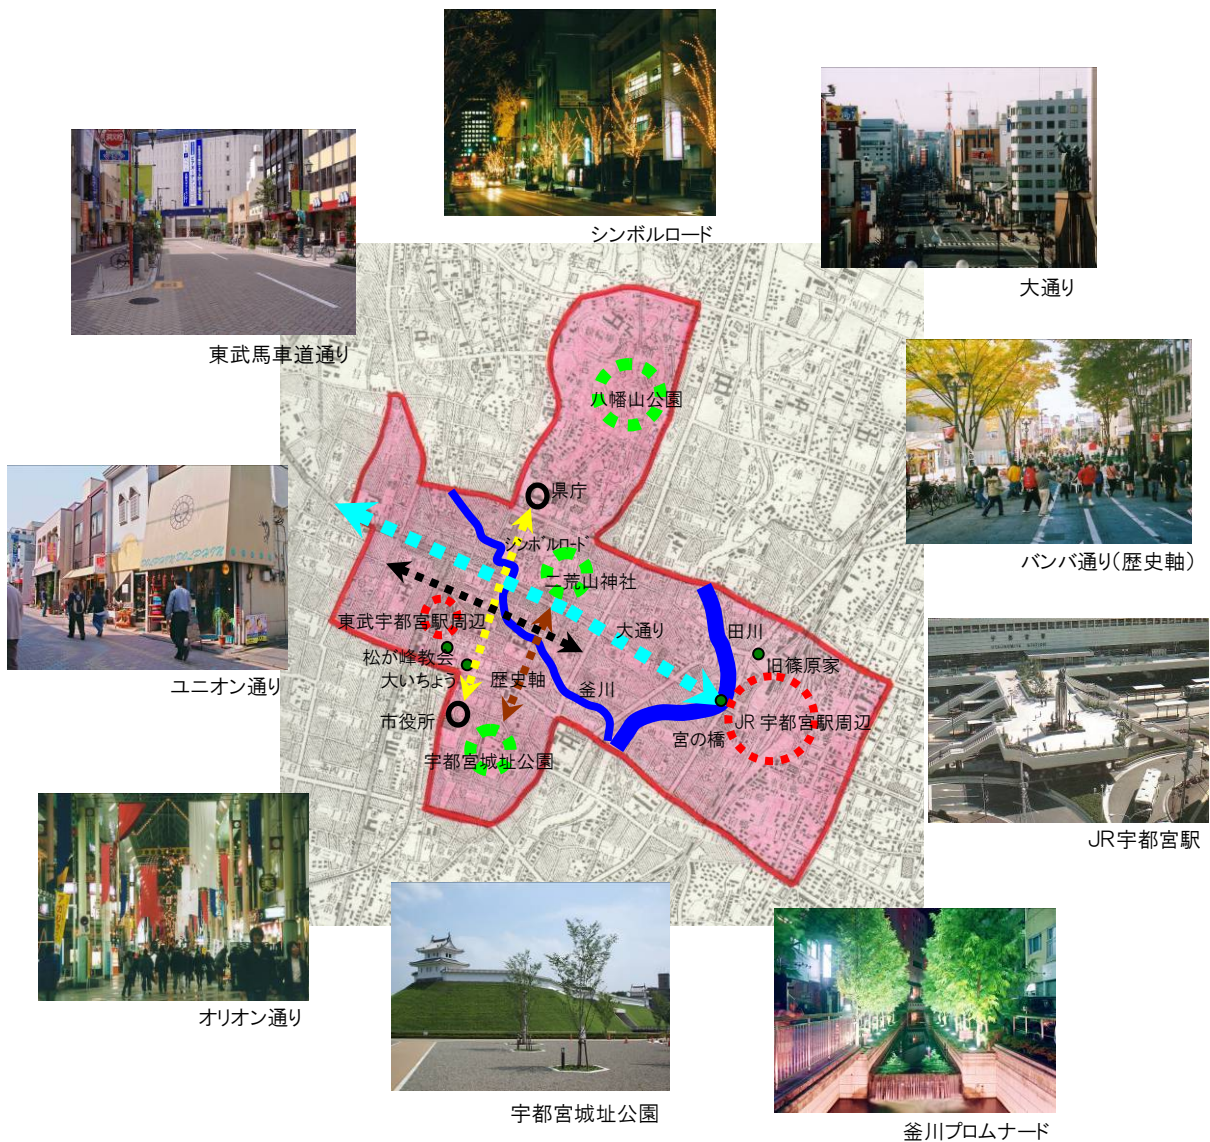 シンボルロード
大通り
東武馬車道通り
八幡山公園
県庁
シンボルロード
バンバ通り(歴史軸)
二荒山神社
東武宇都宮駅周辺
大通り
田川
松が峰教会
旧篠原家
大いちょう
歴史軸
釜川
ユニオン通り
市役所
JR宇都宮駅周辺
宮の橋
宇都宮城址公園
JR宇都宮駅
オリオン通り
宇都宮城址公園
釜川プロムナード